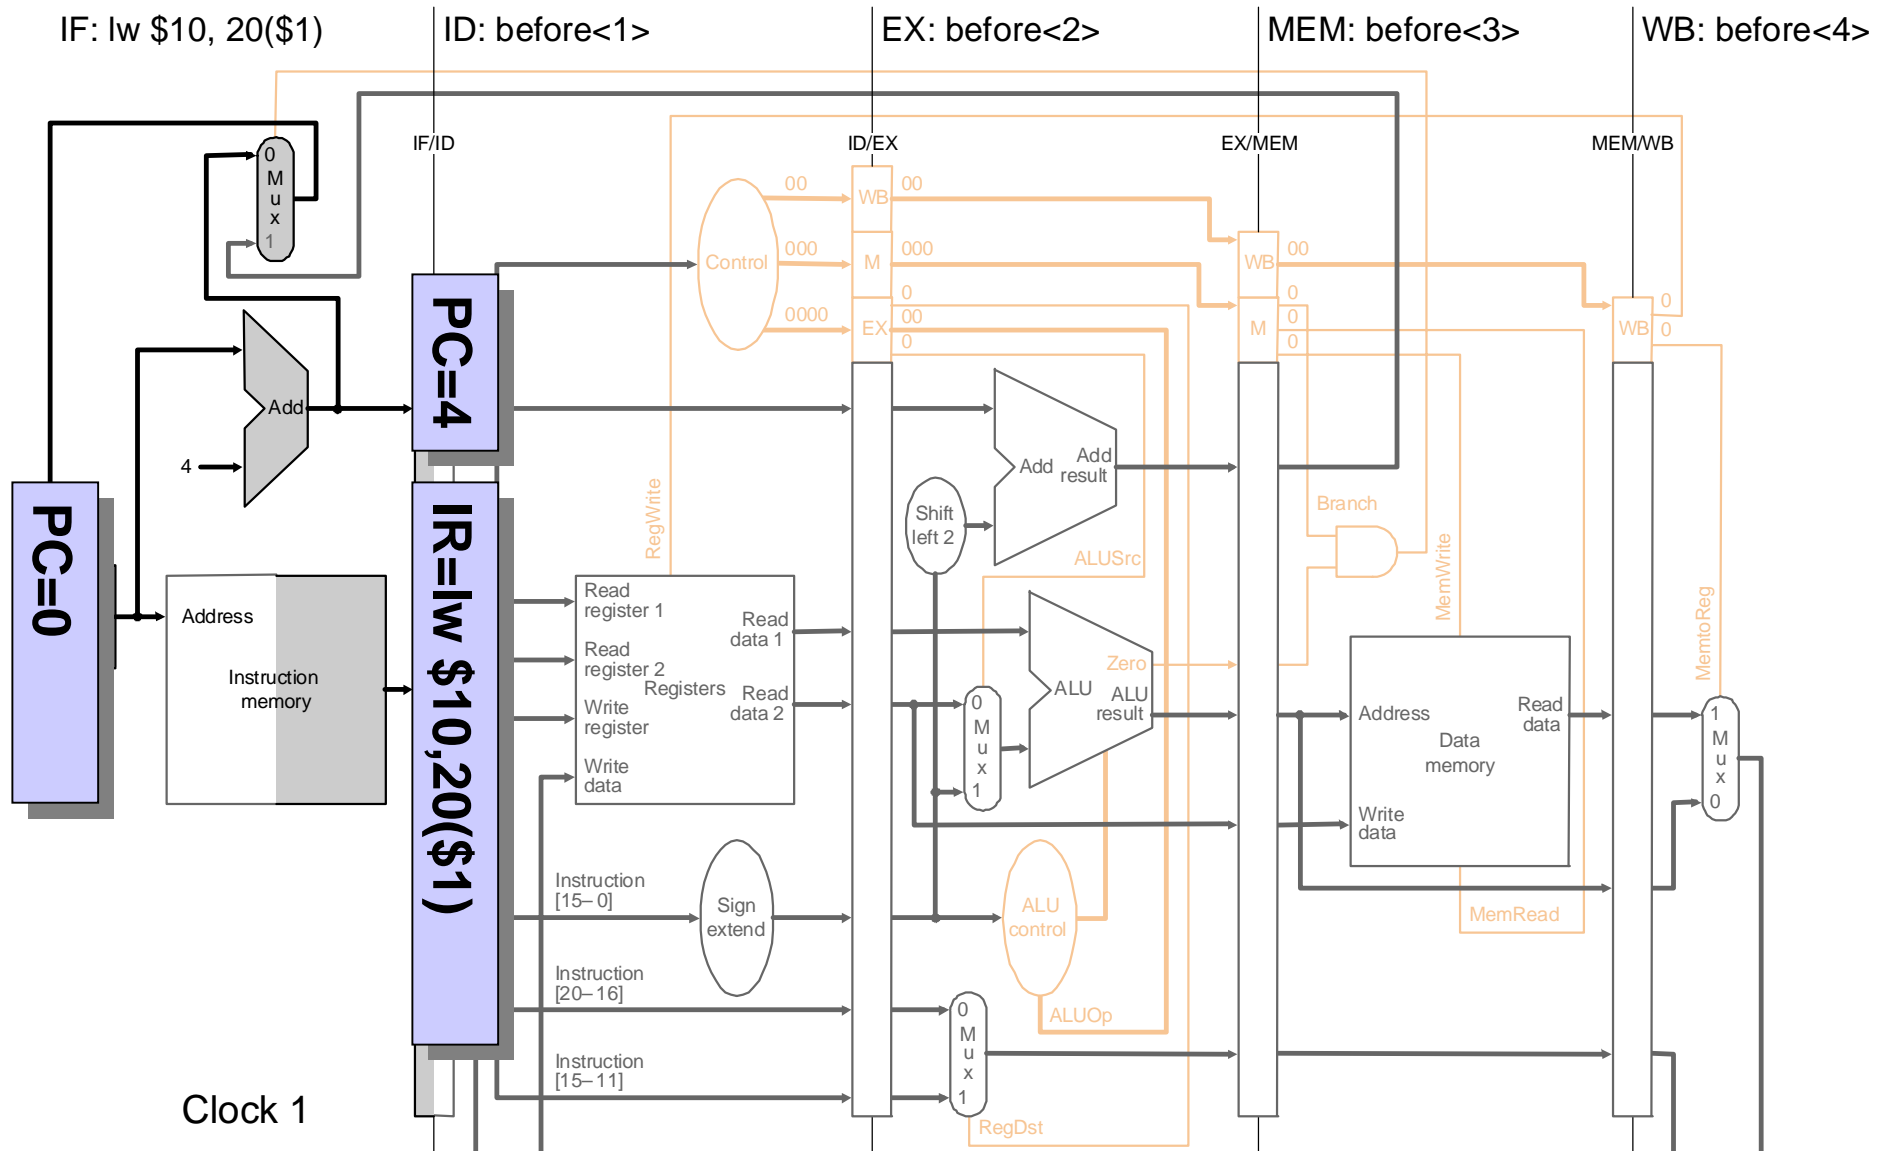 IF: lw $10, 20($1)
ID: before<1>
EX: before<2>
MEM: before<3>
WB: before<4>
IF/ID
ID/EX
EX/MEM
MEM/WB
0
M
u
x
1
Control
00
000
0000
WB
M
EX
00
000
0
00
0
WB
M
00
0
0
0
WB
0
0
PC=4
Add
4
PC=0
IR=lw $10,20($1)
Address
Instruction
memory
RegWrite
Read
register 1
Read
register 2
Write
register
Write
data
Registers
Read
data 1
Read
data 2
Shift
left 2
Add
Add
result
ALUSrc
Zero
ALU
ALU
result
0
M
u
x
1
Branch
MemWrite
Address
Write
data
Data
memory
Read
data
MemRead
MemtoReg
1
M
u
x
0
Instruction
[15–0]
Sign
extend
ALU
control
Instruction
[20–16]
ALUOp
0
M
u
x
1
Instruction
[15–11]
RegDst
Clock 1